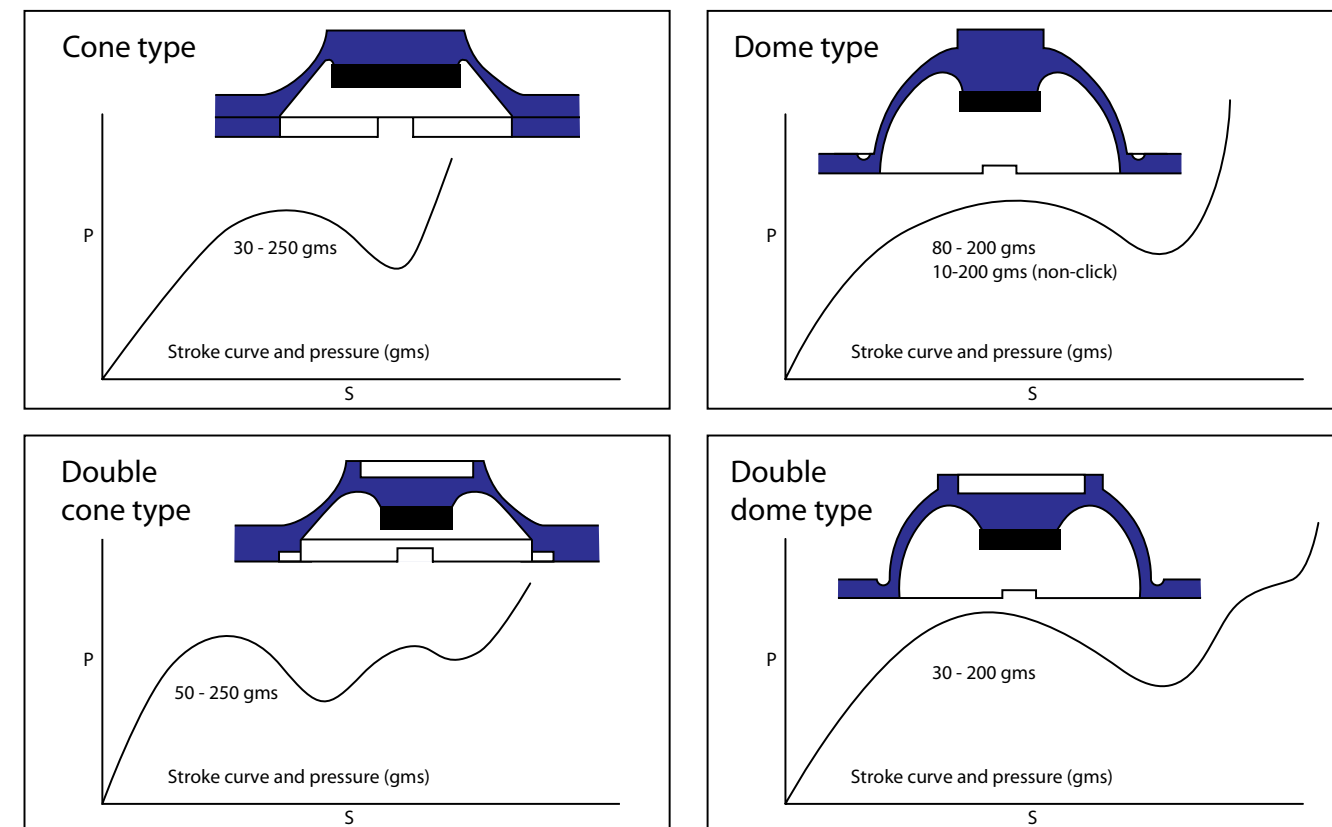 Cone type
P
30 - 250 gms
Stroke curve and pressure (gms)
S
Dome type
P
80 - 200 gms
10-200 gms (non-click)
Stroke curve and pressure (gms)
S
Double
cone type
P
50 - 250 gms
Stroke curve and pressure (gms)
S
Double
dome type
P
30 - 200 gms
Stroke curve and pressure (gms)
S